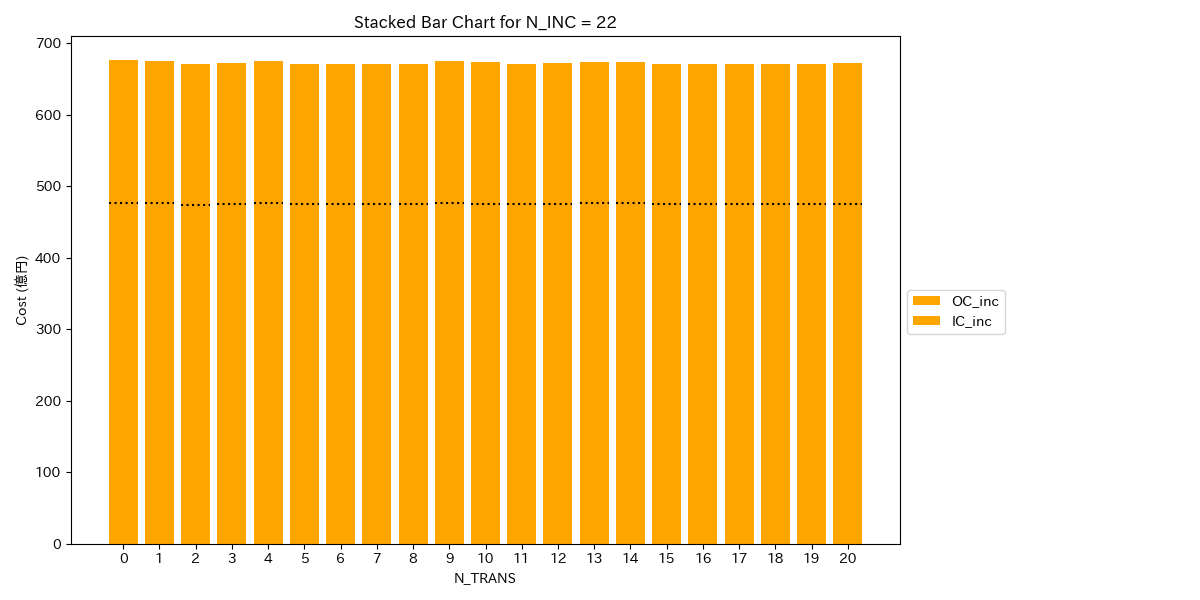 Stacked Bar Chart for N_INC = 22
700
600
500
400
300
200
100
0
Cost (億円)
0 1 2 3 4 5 6 7 8 9 10 11 12 13 14 15 16 17 18 19 20
N_TRANS
OC_inc
IC_inc